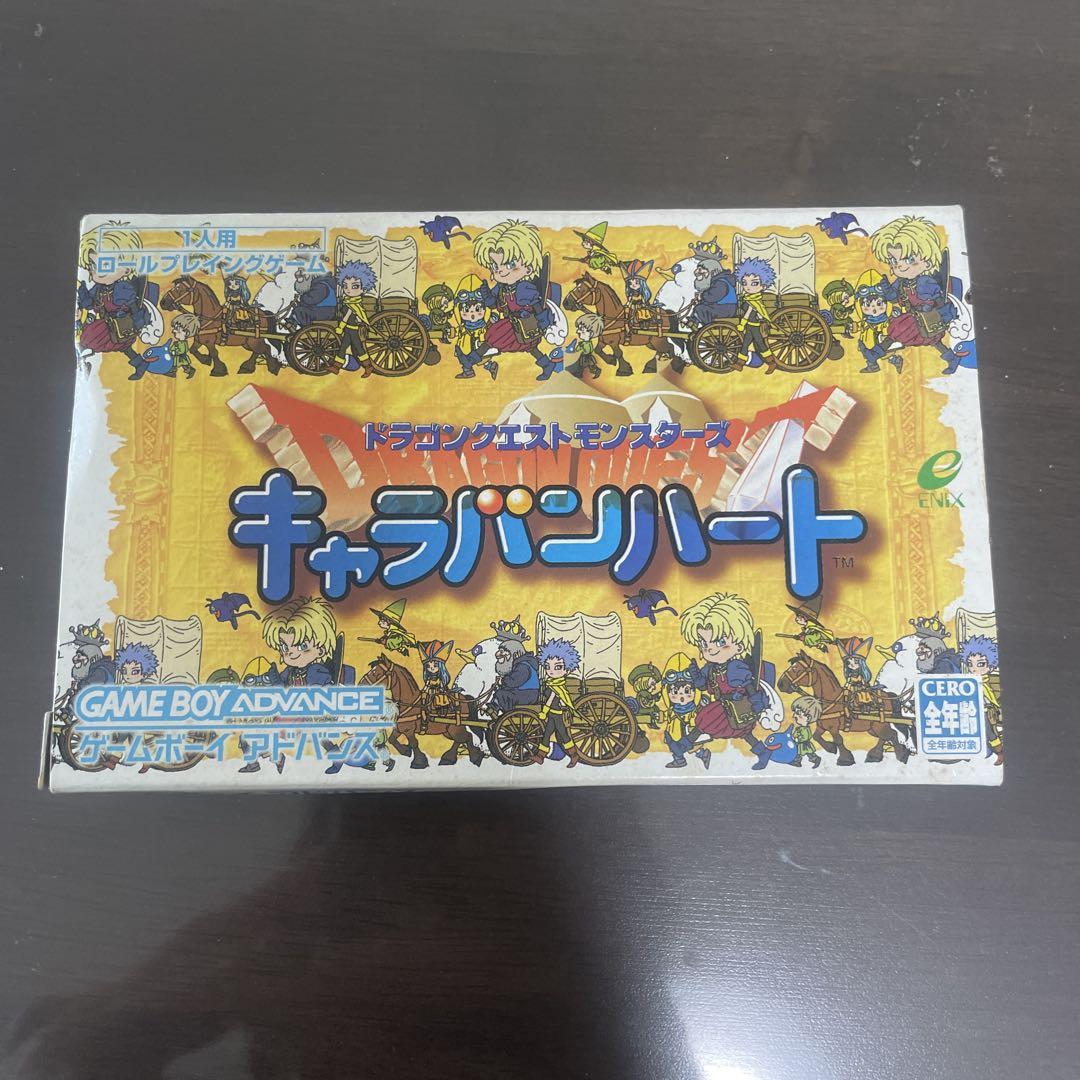 1人用
ロールプレイングゲーム
DRAGON QUEST
ドラゴンクエストモンスターズ
キャラバンハート
TM
ENIX
GAME BOY ADVANCE
ゲームボーイ アドバンス
CERO
全年齢
全年齢対象